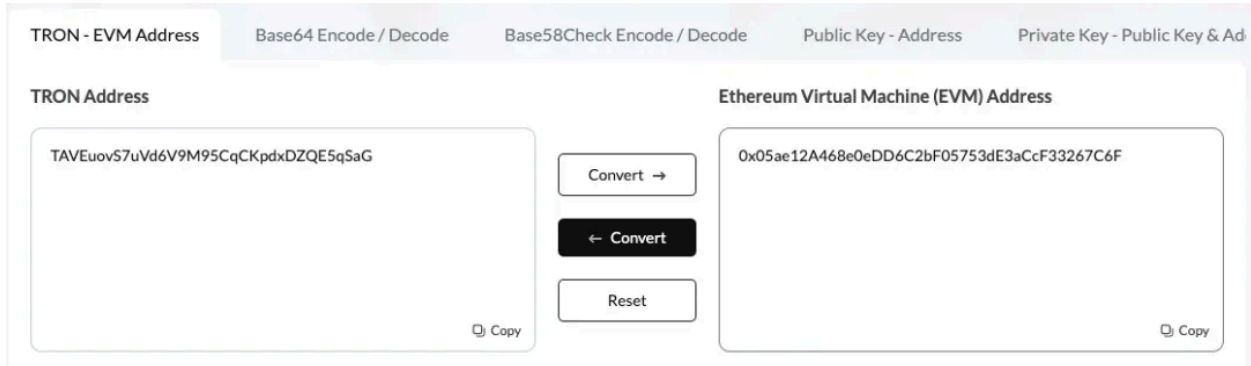 TRON - EVM Address Base64 Encode / Decode Base58Check Encode / Decode Public Key - Address Private Key - Public Key & Ad
TRON Address Ethereum Virtual Machine (EVM) Address
TAVEuovS7uVd6V9M95CqCKpdxDZQE5qSaG 0x05ae12A468e0eDD6C2bF05753dE3aCcF33267C6F
Convert →
← Convert
Reset
Copy Copy